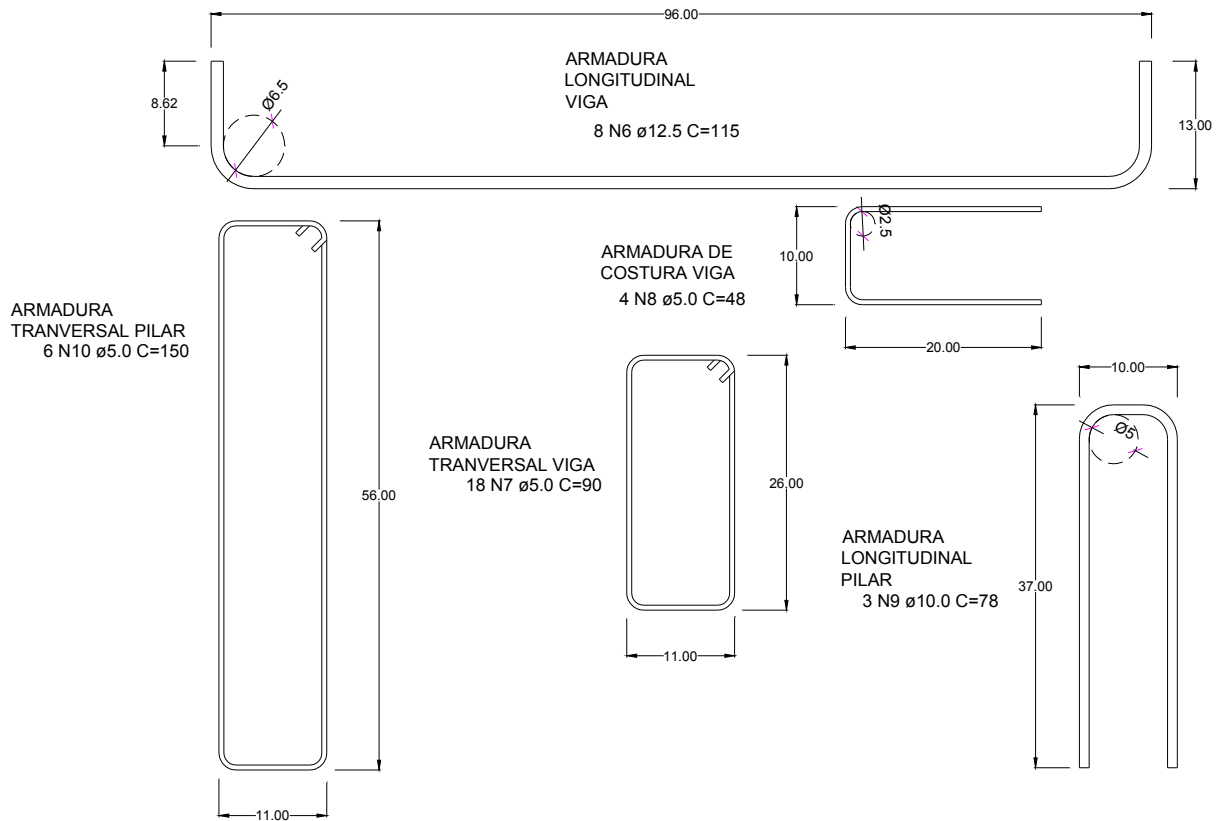 96.00
ARMADURA
LONGITUDINAL
VIGA
8 N6 ø12.5 C=115
8.62
Ø6.5
13.00
ARMADURA
TRANVERSAL PILAR
6 N10 ø5.0 C=150
56.00
11.00
ARMADURA DE
COSTURA VIGA
4 N8 ø5.0 C=48
10.00
Ø2.5
20.00
ARMADURA
TRANVERSAL VIGA
18 N7 ø5.0 C=90
26.00
11.00
ARMADURA
LONGITUDINAL
PILAR
3 N9 ø10.0 C=78
10.00
Ø5
37.00